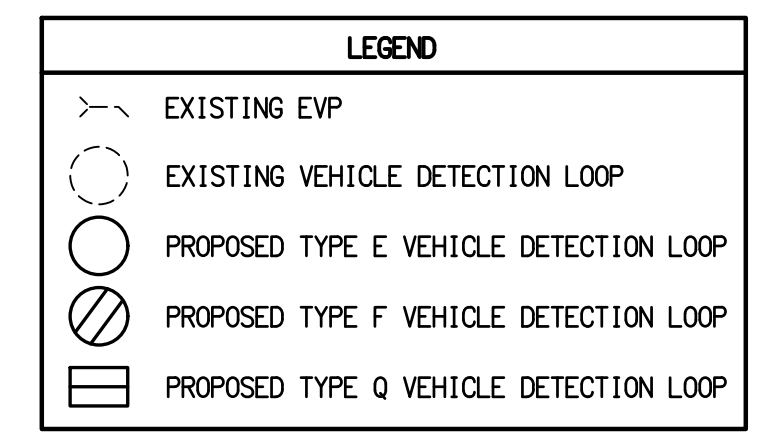 LEGEND
EXISTING EVP
EXISTING VEHICLE DETECTION LOOP
PROPOSED TYPE E VEHICLE DETECTION LOOP
PROPOSED TYPE F VEHICLE DETECTION LOOP
PROPOSED TYPE Q VEHICLE DETECTION LOOP